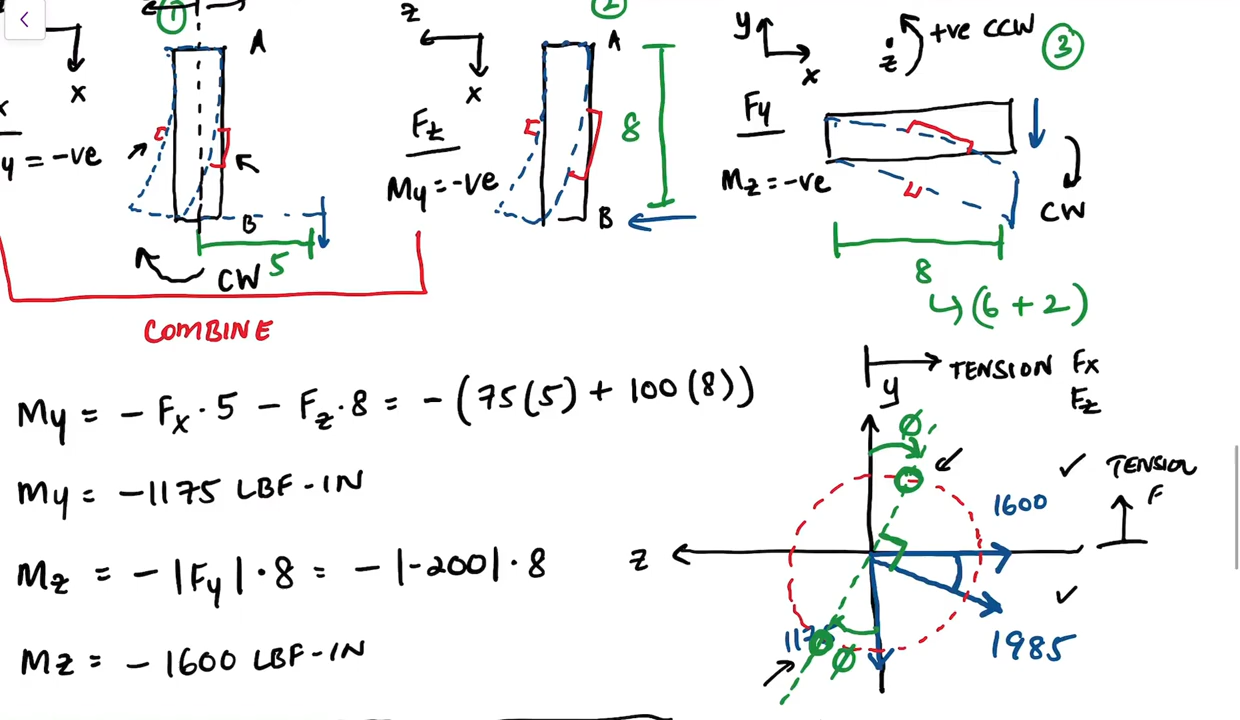 ①
②
③
A
z
A
y
+ve CCW
x
x
z
x
y = -ve
Fz
My = -ve
8
Fy
Mz = -ve
CW
B
B
CW
5
8
↳ (6 + 2)
COMBINE
TENSION Fx
Fz
My = - Fx · 5 - Fz · 8 = - (75(5) + 100(8))
y
Ø
✓ TENSION
F
My = -1175 LBF-IN
1600
z
Mz = - |Fy| · 8 = - |-200| · 8
✓
1985
Ø
Mz = - 1600 LBF-IN